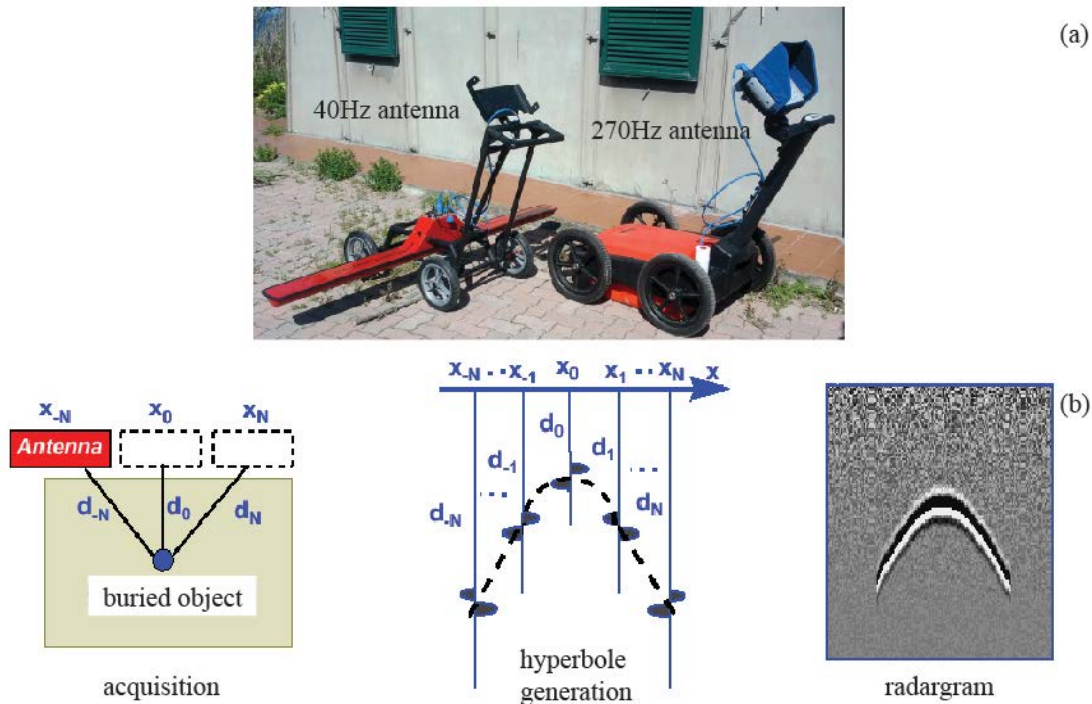 (a)
40Hz antenna
270Hz antenna
x-N x0 xN
Antenna
d-N d0 dN
buried object
acquisition
x-N ·· x-1 x0 x1 ·· xN x
d0
d-1 d1
··· ···
d-N dN
hyperbole
generation
(b)
radargram